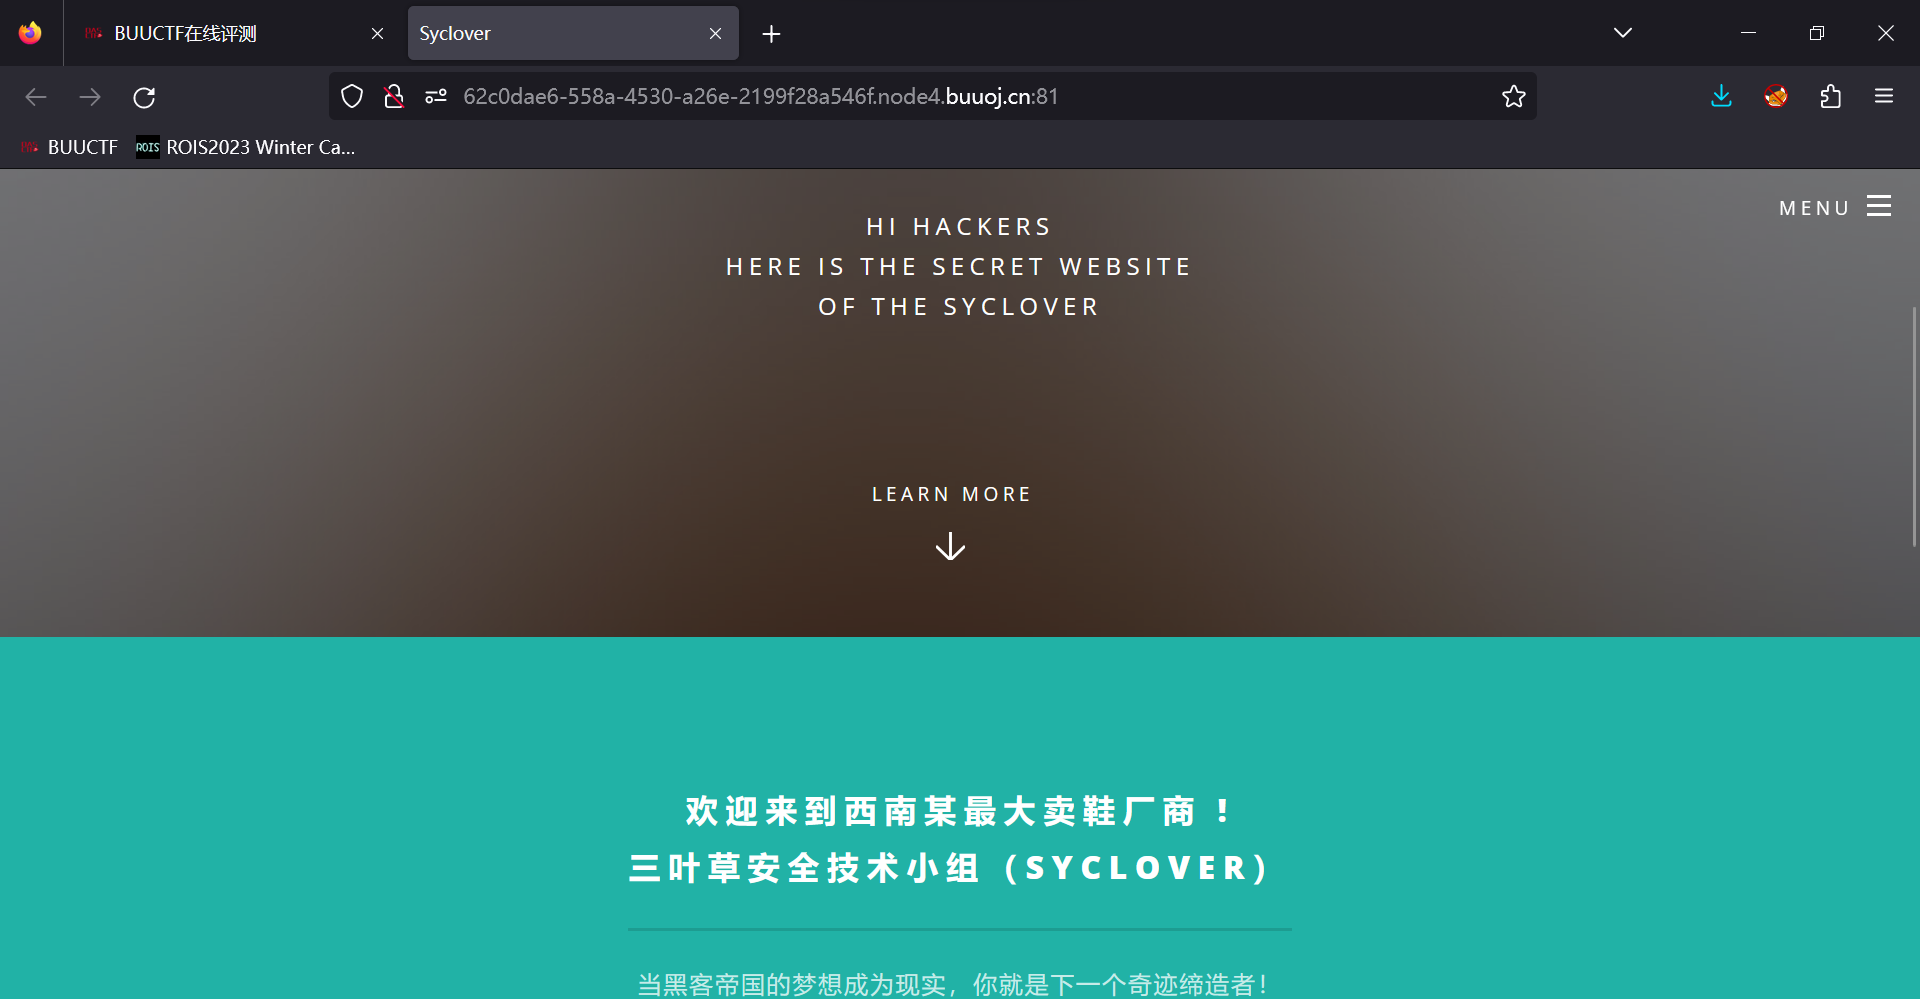 BUUCTF在线评测
Syclover
62c0dae6-558a-4530-a26e-2199f28a546f.node4.buuoj.cn:81
BUUCTF
ROIS
ROIS2023 Winter Ca...
MENU
HI HACKERS
HERE IS THE SECRET WEBSITE
OF THE SYCLOVER
LEARN MORE
欢迎来到西南某最大卖鞋厂商！
三叶草安全技术小组（SYCLOVER）
当黑客帝国的梦想成为现实，你就是下一个奇迹缔造者！